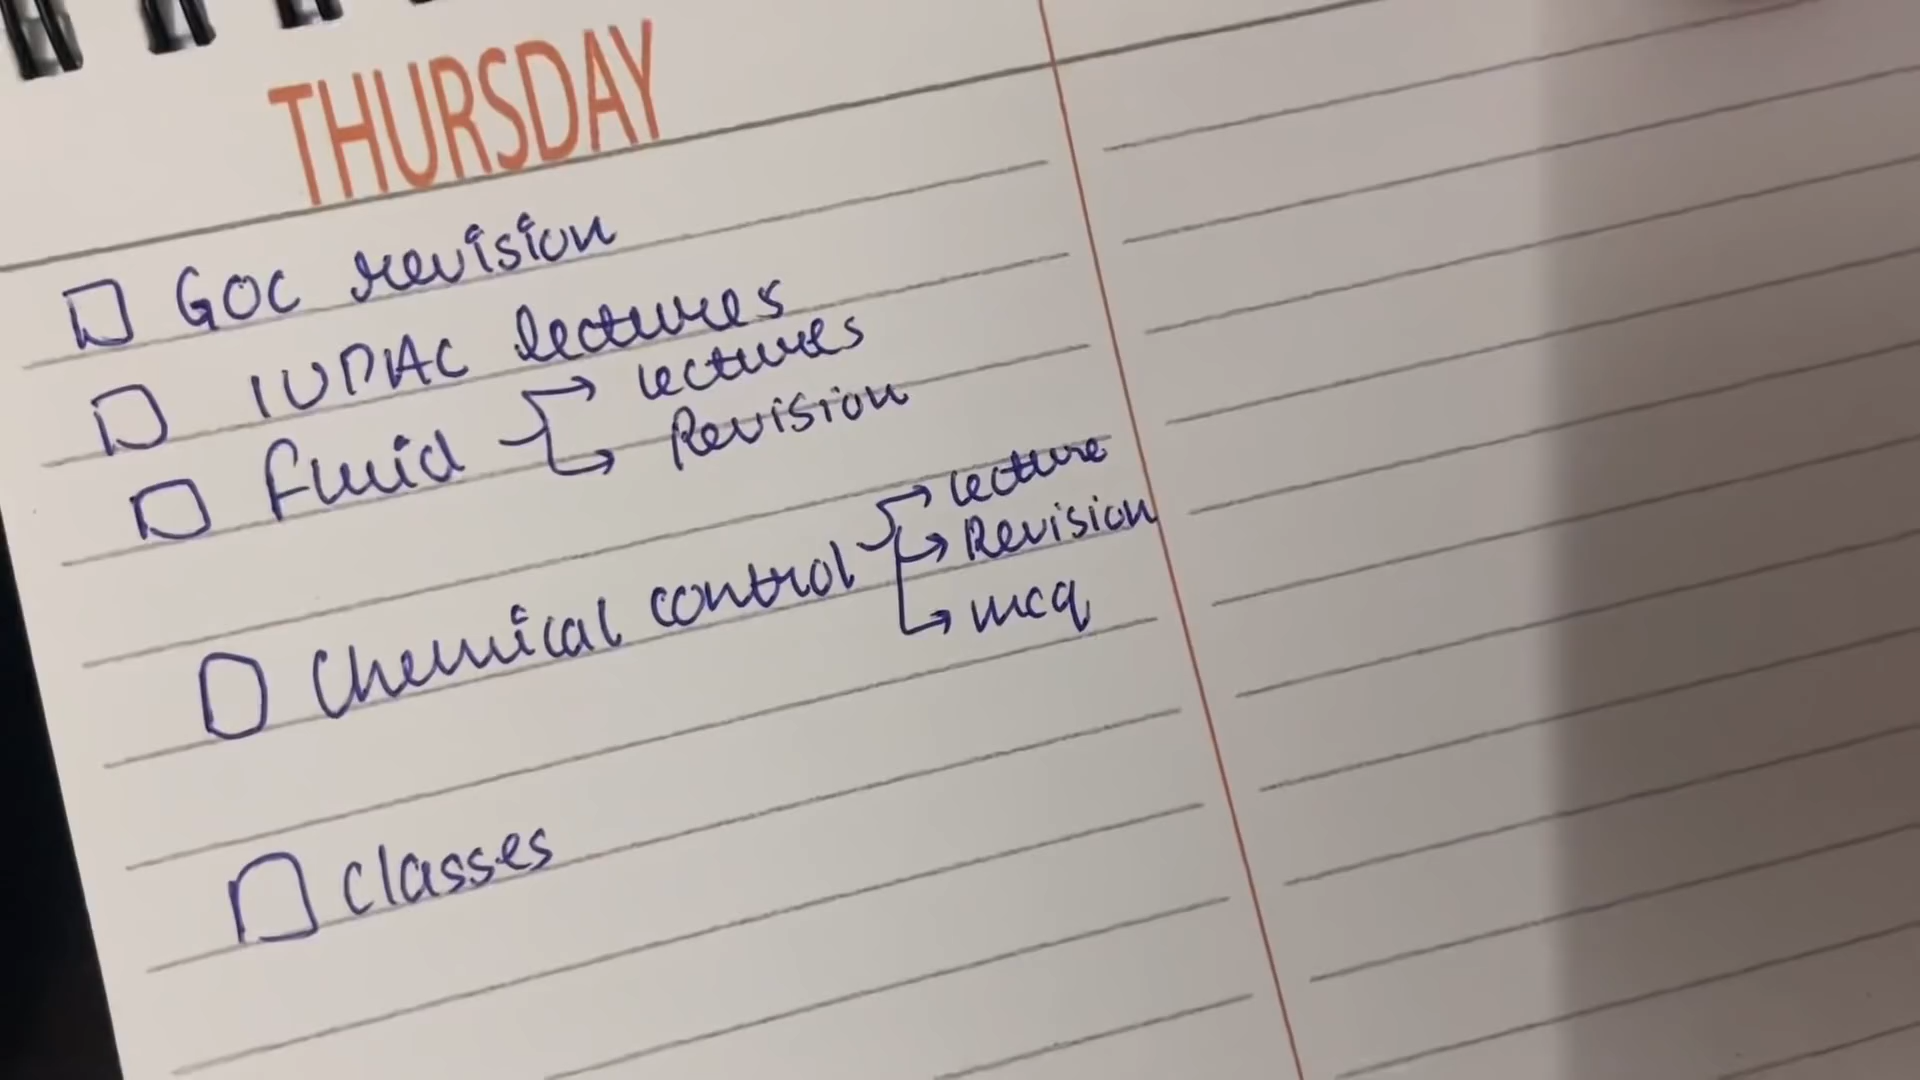 THURSDAY
GOC revision
IUPAC lectures
fluid → lectures
→ Revision
Chemical control → lecture
→ Revision
→ mcq
classes